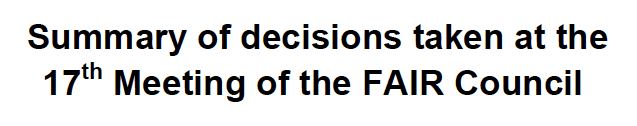 Summary of decisions taken at the
17th Meeting of the FAIR Council